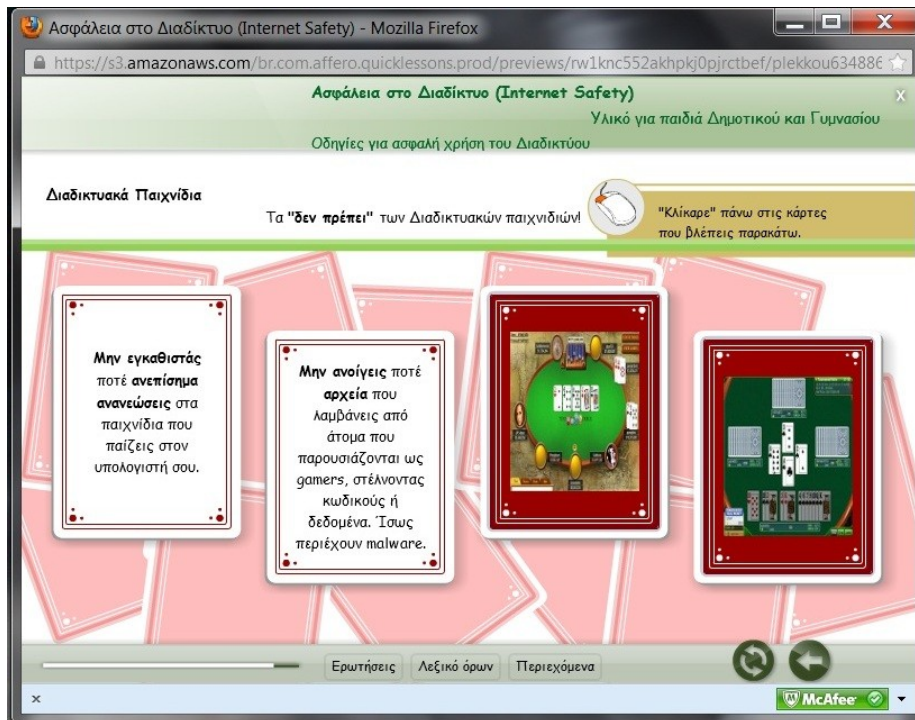 Ασφάλεια στο Διαδίκτυο (Internet Safety) - Mozilla Firefox
https://s3.amazonaws.com/br.com.affero.quicklessons.prod/previews/rw1knc552akhpkj0pjrctbef/plekkou634886
Ασφάλεια στο Διαδίκτυο (Internet Safety)
x
Υλικό για παιδιά Δημοτικού και Γυμνασίου
Οδηγίες για ασφαλή χρήση του Διαδικτύου
Διαδικτυακά Παιχνίδια
Τα "δεν πρέπει" των Διαδικτυακών παιχνιδιών!
"Κλίκαρε" πάνω στις κάρτες
που βλέπεις παρακάτω.
Μην εγκαθιστάς
ποτέ ανεπίσημα
ανανεώσεις στα
παιχνίδια που
παίζεις στον
υπολογιστή σου.
Μην ανοίγεις ποτέ
αρχεία που
λαμβάνεις από
άτομα που
παρουσιάζονται ως
gamers, στέλνοντας
κωδικούς ή
δεδομένα. Ίσως
περιέχουν malware.
Ερωτήσεις
Λεξικό όρων
Περιεχόμενα
x
McAfee